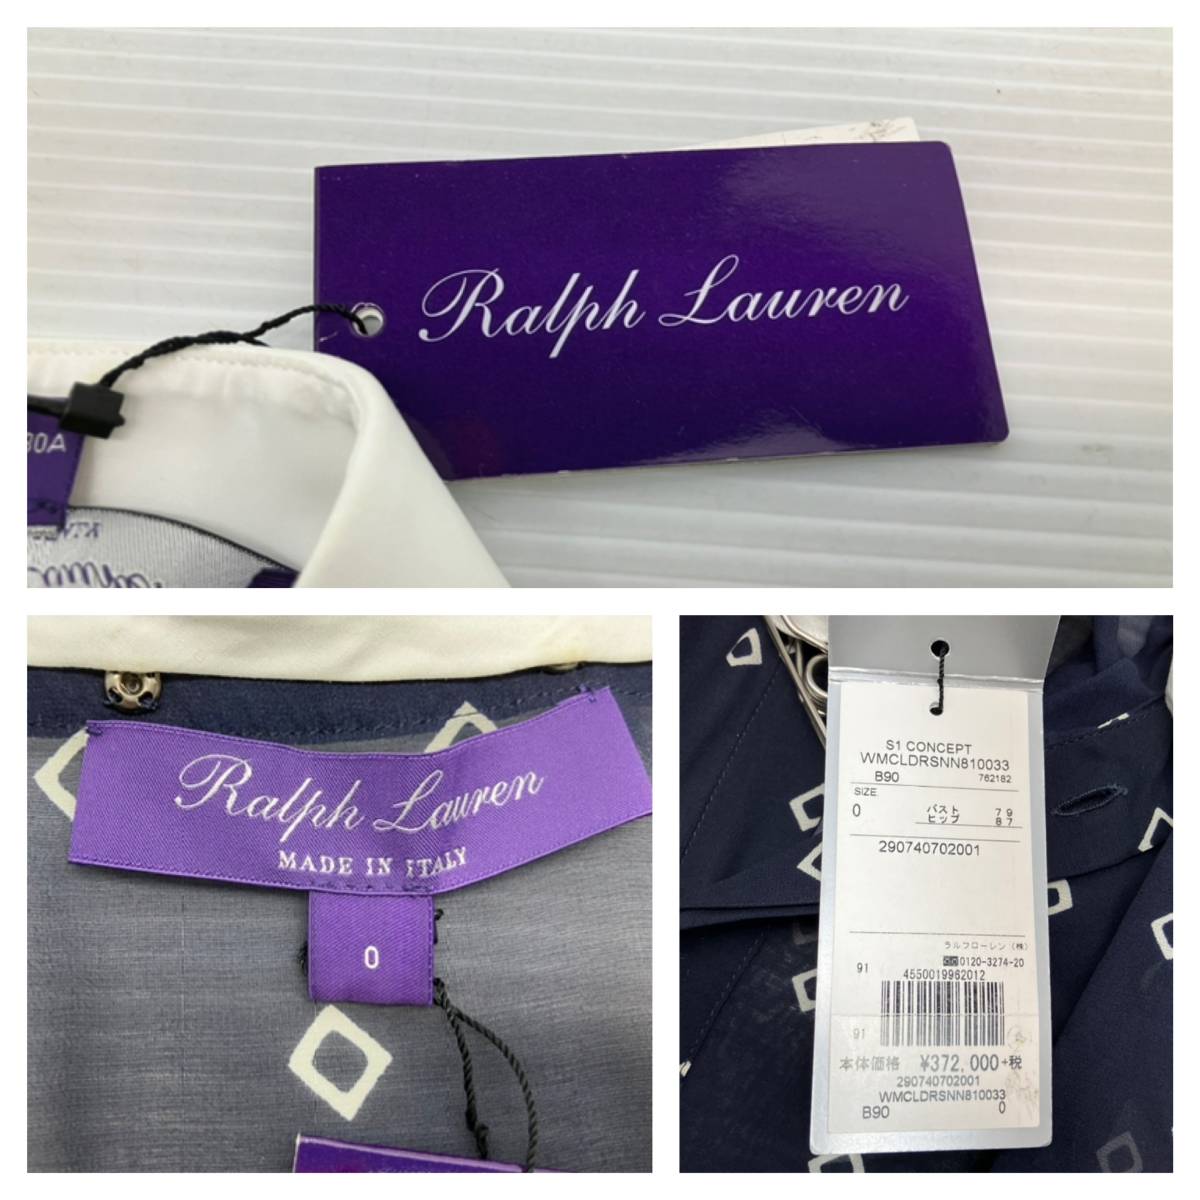 Ralph Lauren
80A
Ralph Lauren
MADE IN ITALY
0
S1 CONCEPT
WMCLDRSNN810033
B90 762182
SIZE
0 バスト 79
ヒップ 87
290740702001
ラルフローレン（株）
0120-3274-20
91
4550019962012
91
本体価格 ¥372,000+税
290740702001
WMCLDRSNN810033
B90 0